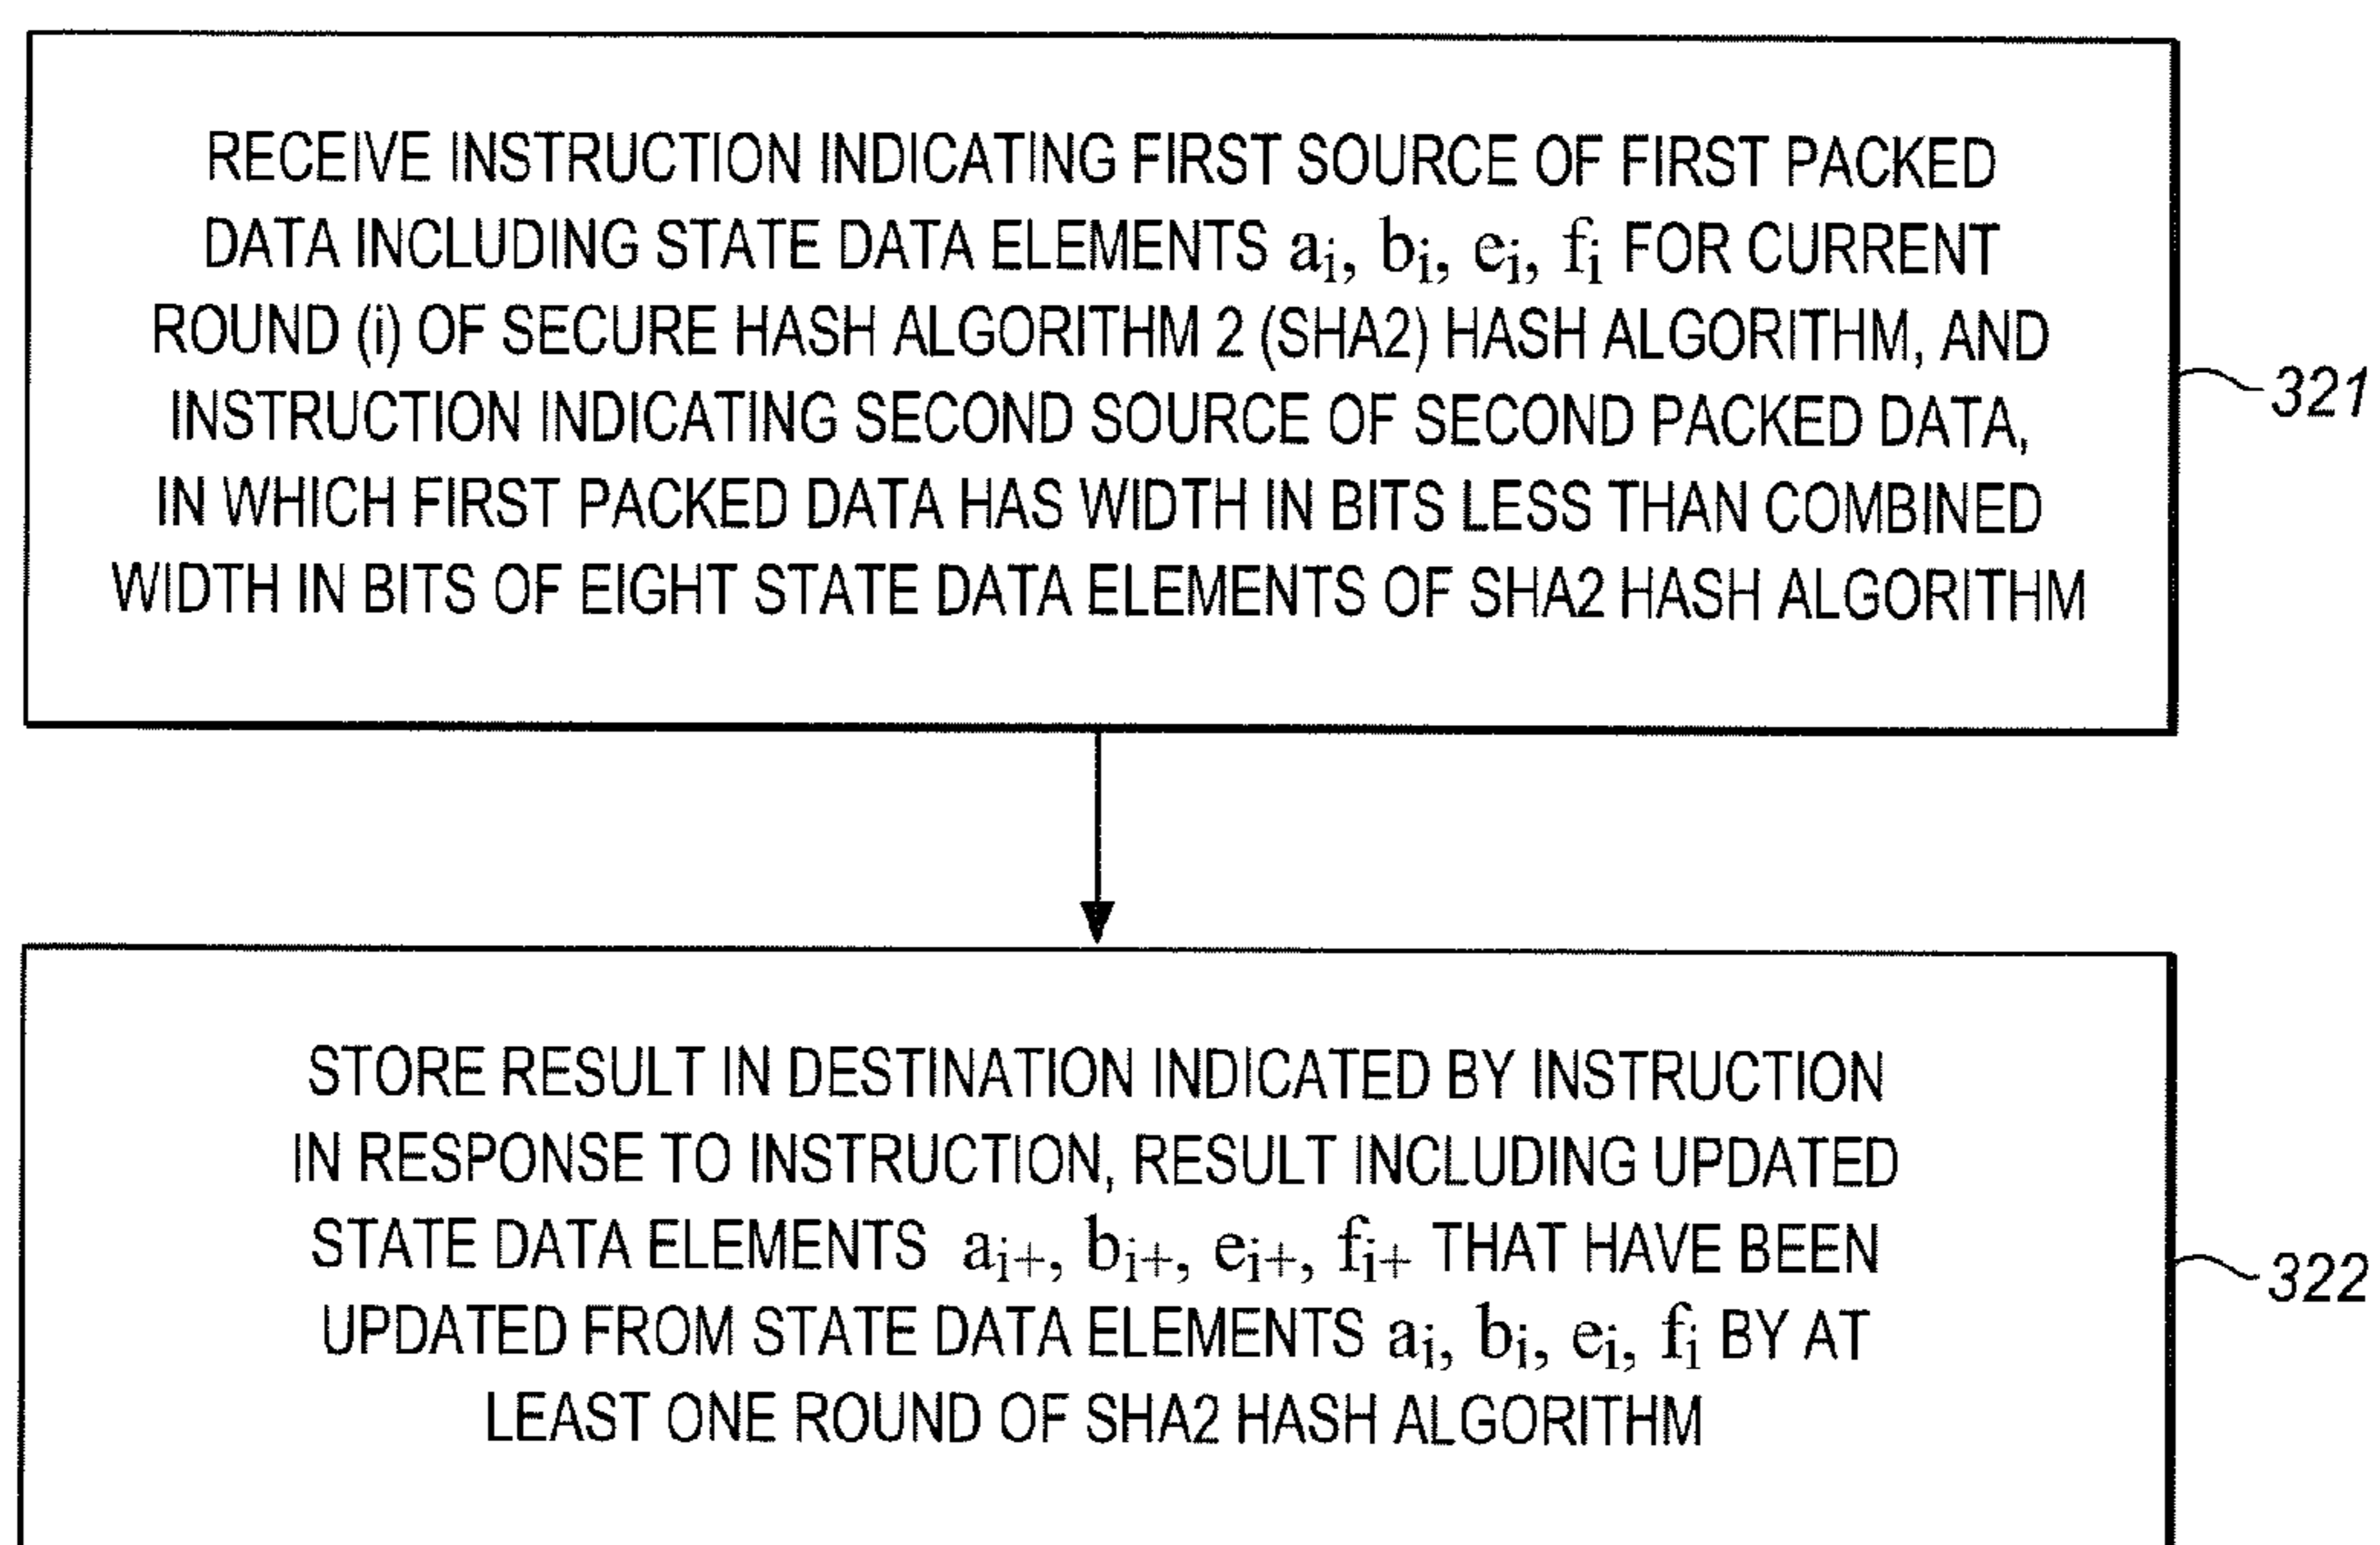 RECEIVE INSTRUCTION INDICATING FIRST SOURCE OF FIRST PACKED
DATA INCLUDING STATE DATA ELEMENTS aᵢ, bᵢ, eᵢ, fᵢ FOR CURRENT
ROUND (i) OF SECURE HASH ALGORITHM 2 (SHA2) HASH ALGORITHM, AND
INSTRUCTION INDICATING SECOND SOURCE OF SECOND PACKED DATA,
IN WHICH FIRST PACKED DATA HAS WIDTH IN BITS LESS THAN COMBINED
WIDTH IN BITS OF EIGHT STATE DATA ELEMENTS OF SHA2 HASH ALGORITHM
321
STORE RESULT IN DESTINATION INDICATED BY INSTRUCTION
IN RESPONSE TO INSTRUCTION, RESULT INCLUDING UPDATED
STATE DATA ELEMENTS aᵢ₊, bᵢ₊, eᵢ₊, fᵢ₊ THAT HAVE BEEN
UPDATED FROM STATE DATA ELEMENTS aᵢ, bᵢ, eᵢ, fᵢ BY AT
LEAST ONE ROUND OF SHA2 HASH ALGORITHM
322